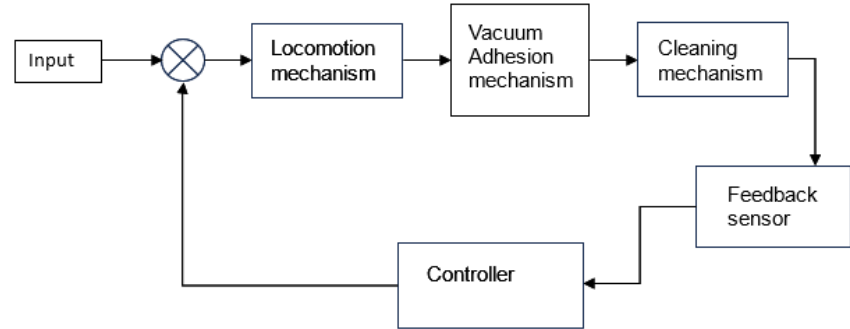 Input
Locomotion
mechanism
Vacuum
Adhesion
mechanism
Cleaning
mechanism
Feedback
sensor
Controller